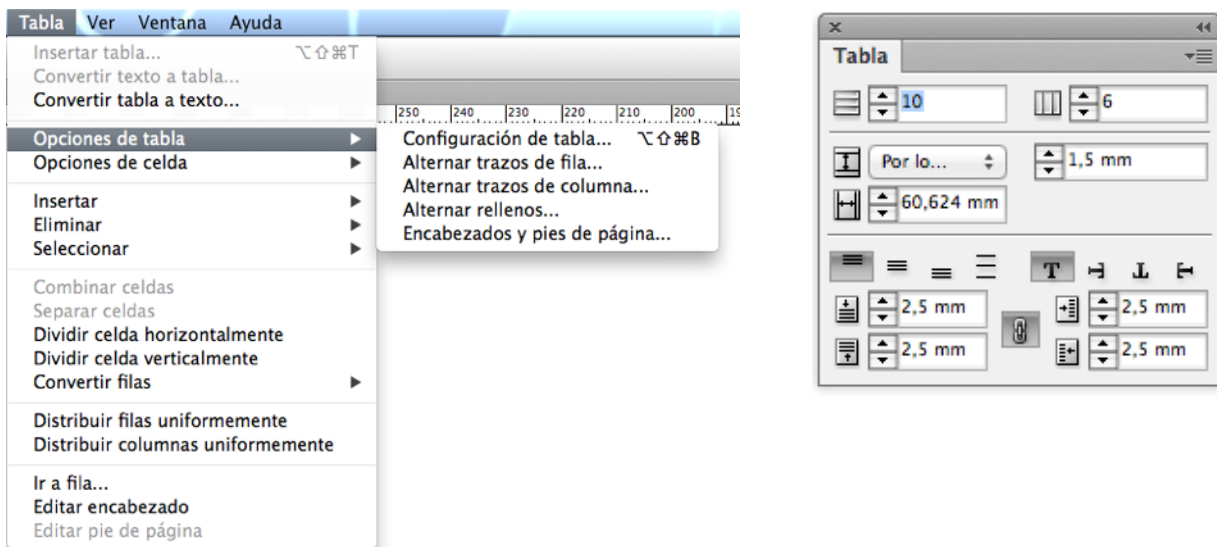 Tabla Ver Ventana Ayuda
Insertar tabla... ⌥⇧⌘T
Convertir texto a tabla...
Convertir tabla a texto...
Opciones de tabla ▶
Opciones de celda ▶
Insertar ▶
Eliminar ▶
Seleccionar ▶
Combinar celdas
Separar celdas
Dividir celda horizontalmente
Dividir celda verticalmente
Convertir filas ▶
Distribuir filas uniformemente
Distribuir columnas uniformemente
Ir a fila...
Editar encabezado
Editar pie de página
250 240 230 220 210 200
Configuración de tabla... ⌥⇧⌘B
Alternar trazos de fila...
Alternar trazos de columna...
Alternar rellenos...
Encabezados y pies de página...
Tabla
10 6
Por lo... 1,5 mm
60,624 mm
2,5 mm 2,5 mm
2,5 mm 2,5 mm